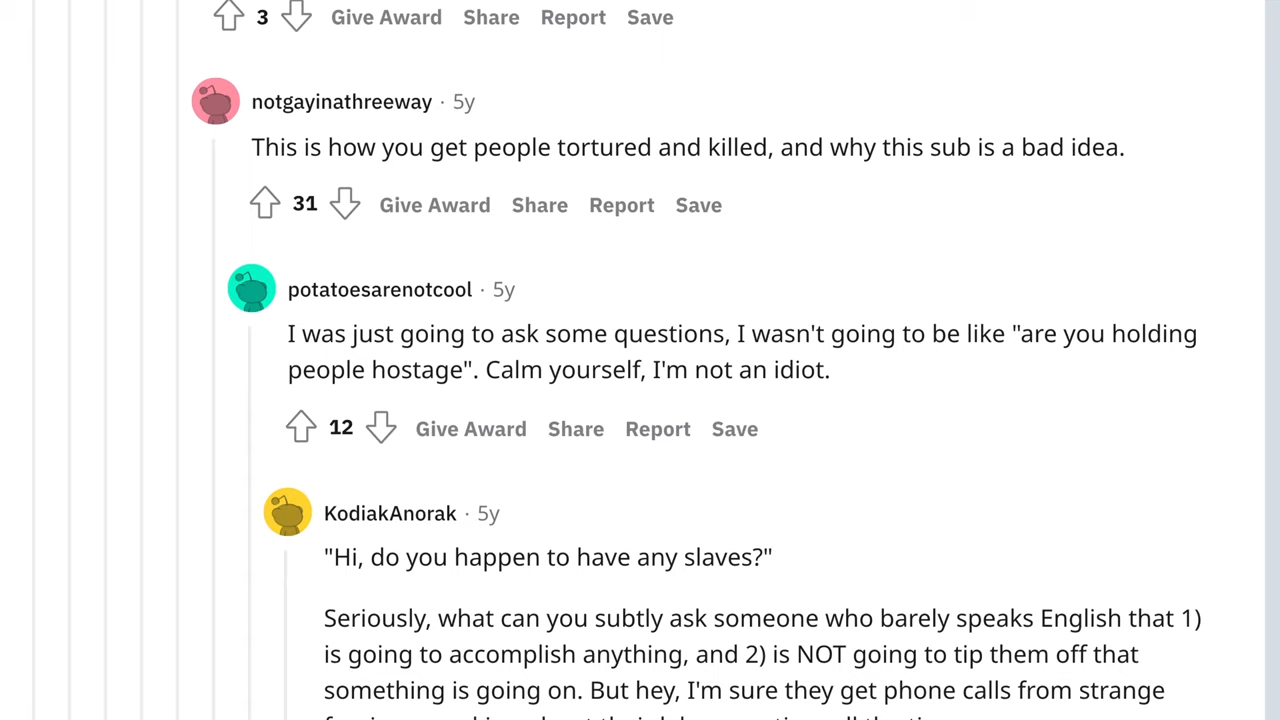 3 Give Award Share Report Save
notgayinathreeway · 5y
This is how you get people tortured and killed, and why this sub is a bad idea.
31 Give Award Share Report Save
potatoesarenotcool · 5y
I was just going to ask some questions, I wasn't going to be like "are you holding
people hostage". Calm yourself, I'm not an idiot.
12 Give Award Share Report Save
KodiakAnorak · 5y
"Hi, do you happen to have any slaves?"
Seriously, what can you subtly ask someone who barely speaks English that 1)
is going to accomplish anything, and 2) is NOT going to tip them off that
something is going on. But hey, I'm sure they get phone calls from strange